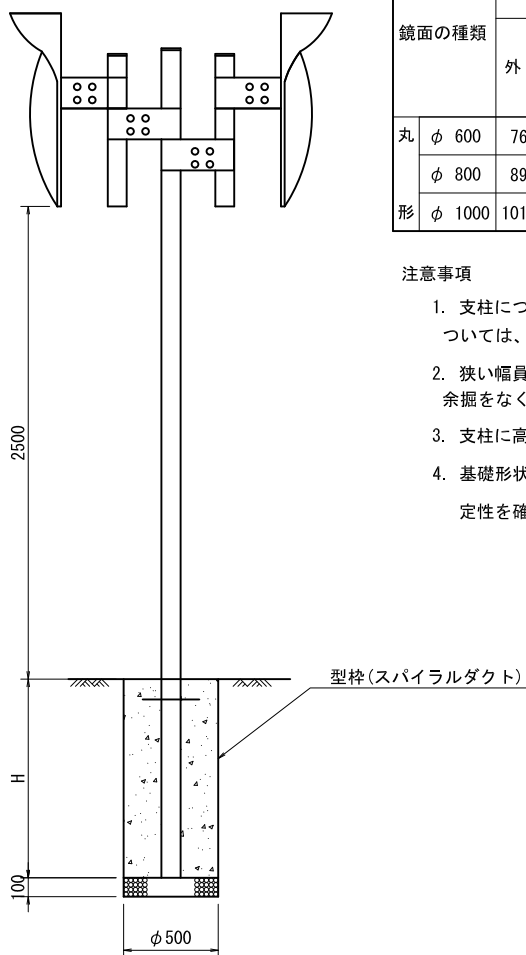 鏡面の種類
外
丸 φ 600 76
φ 800 89
形 φ 1000 101
注意事項
1. 支柱につ
ついては、
2. 狭い幅員
余掘をなく
3. 支柱に高
4. 基礎形状
定性を確
2500
型枠(スパイラルダクト)
H
100
φ500